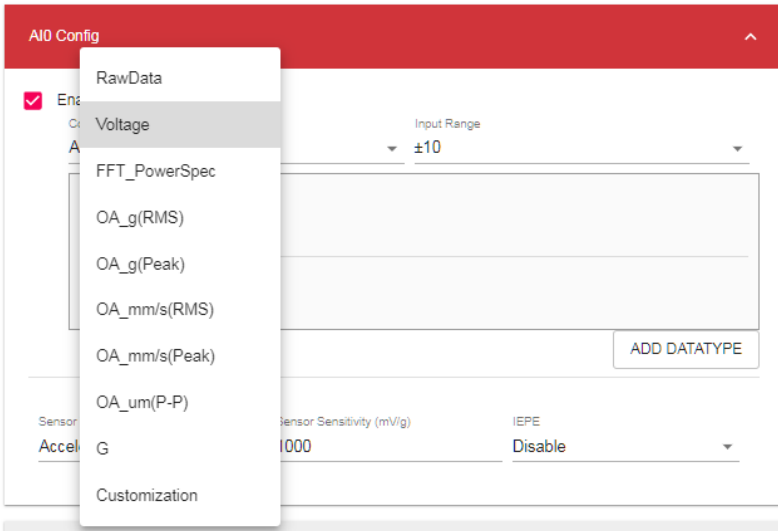 AI0 Config
RawData
Voltage
Input Range
±10
FFT_PowerSpec
OA_g(RMS)
OA_g(Peak)
OA_mm/s(RMS)
OA_mm/s(Peak)
ADD DATATYPE
OA_um(P-P)
Sensor
Sensor Sensitivity (mV/g)
IEPE
1000
Disable
G
Customization